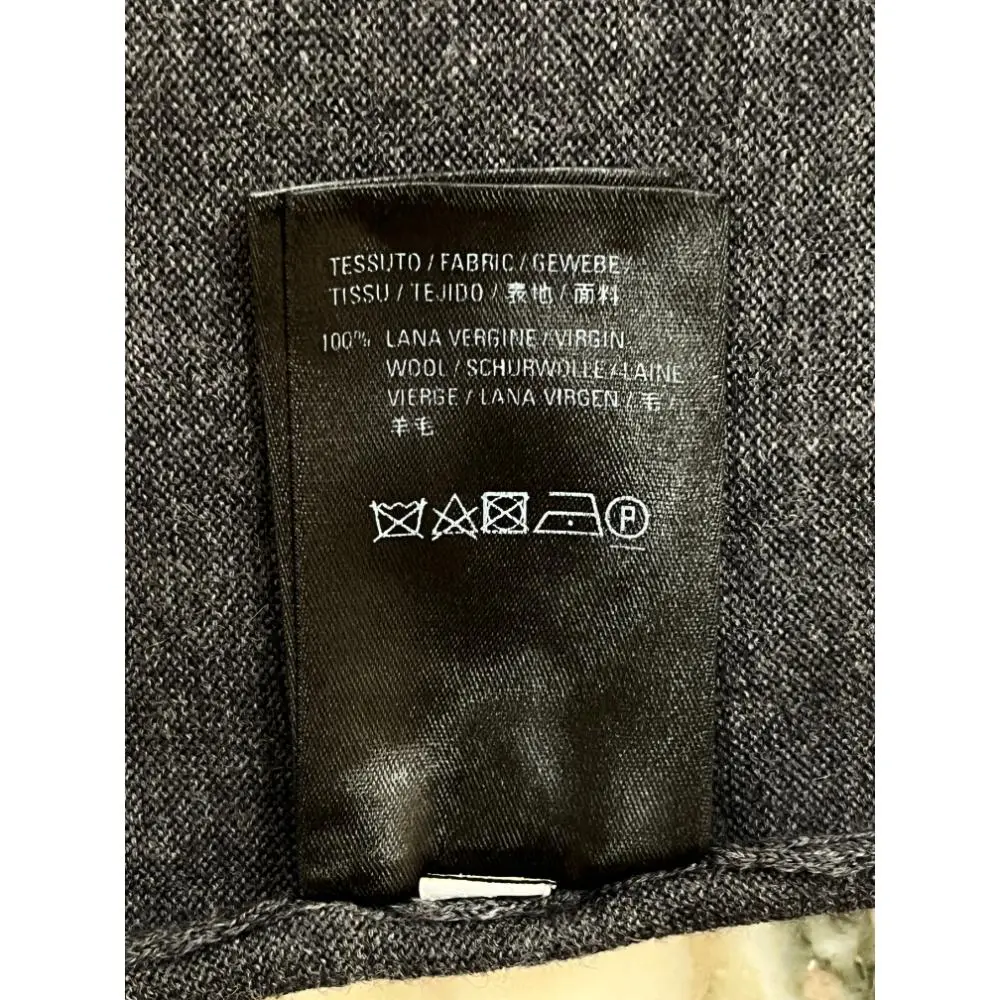 TESSUTO / FABRIC / GEWEBE /
TISSU / TEJIDO / 表地 / 面料
100% LANA VERGINE / VIRGIN
WOOL / SCHURWOLLE / LAINE
VIERGE / LANA VIRGEN / 毛 /
羊毛
P